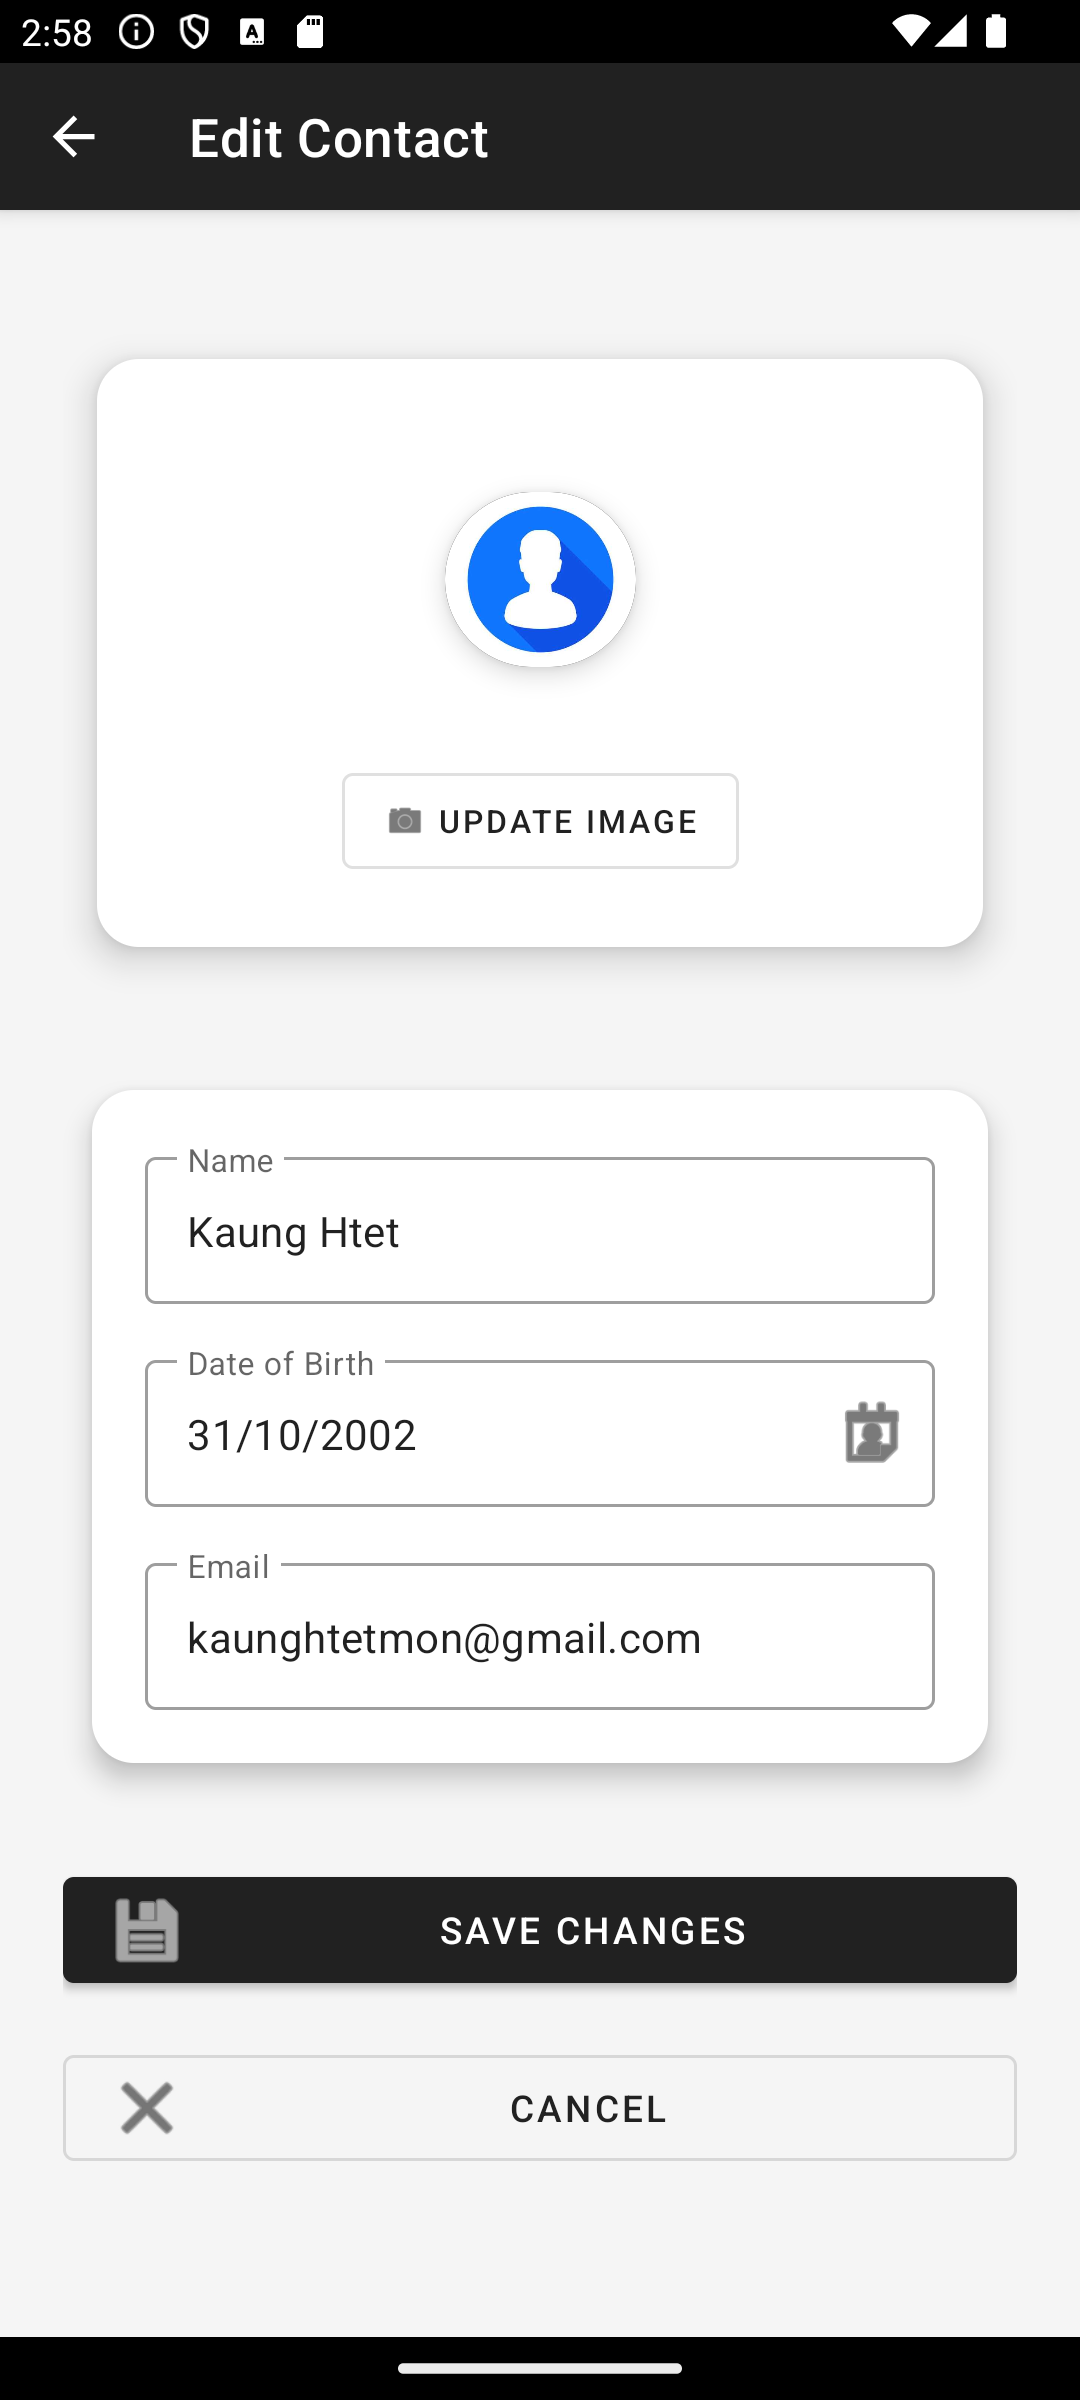 2:58
Edit Contact
UPDATE IMAGE
Name
Kaung Htet
Date of Birth
31/10/2002
Email
kaunghtetmon@gmail.com
SAVE CHANGES
CANCEL